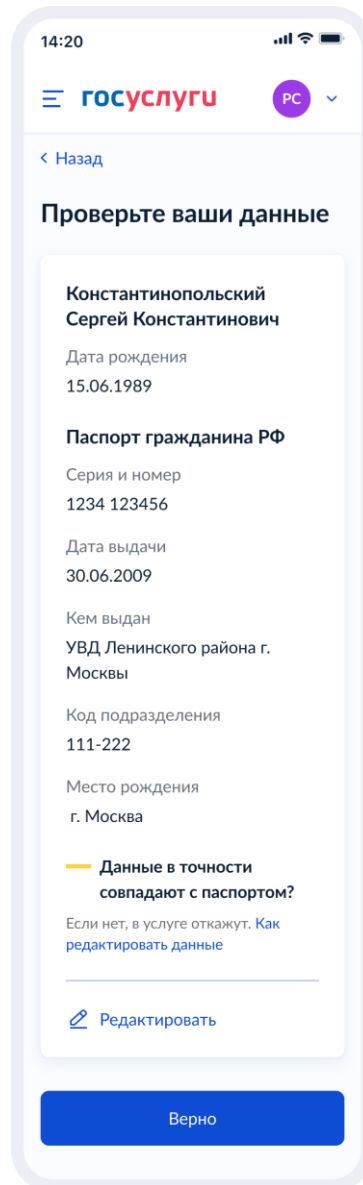 14:20
госуслуги
РС
Назад
Проверьте ваши данные
Константинопольский
Сергей Константинович
Дата рождения
15.06.1989
Паспорт гражданина РФ
Серия и номер
1234 123456
Дата выдачи
30.06.2009
Кем выдан
УВД Ленинского района г.
Москвы
Код подразделения
111-222
Место рождения
г. Москва
Данные в точности
совпадают с паспортом?
Если нет, в услуге откажут. Как
редактировать данные
Редактировать
Верно